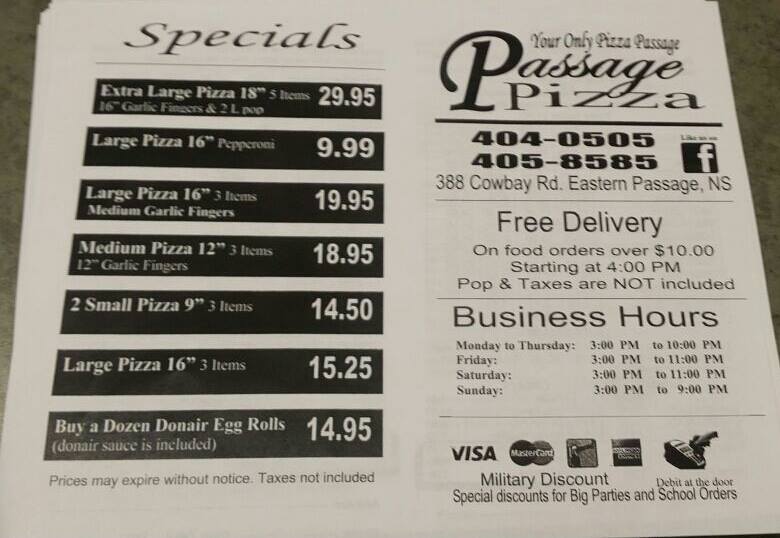 Specials
Extra Large Pizza 18” 5 Items 29.95
16” Garlic Fingers & 2 L pop
Large Pizza 16” Pepperoni 9.99
Large Pizza 16” 3 Items 19.95
Medium Garlic Fingers
Medium Pizza 12” 3 Items 18.95
12” Garlic Fingers
2 Small Pizza 9” 3 Items 14.50
Large Pizza 16” 3 Items 15.25
Buy a Dozen Donair Egg Rolls 14.95
(donair sauce is included)
Prices may expire without notice. Taxes not included
Your Only Pizza Passage
Passage
Pizza
404-0505
405-8585
Like us on
f
388 Cowbay Rd. Eastern Passage, NS
Free Delivery
On food orders over $10.00
Starting at 4:00 PM
Pop & Taxes are NOT included
Business Hours
Monday to Thursday: 3:00 PM to 10:00 PM
Friday: 3:00 PM to 11:00 PM
Saturday: 3:00 PM to 11:00 PM
Sunday: 3:00 PM to 9:00 PM
VISA MasterCard
Military Discount Debit at the door
Special discounts for Big Parties and School Orders